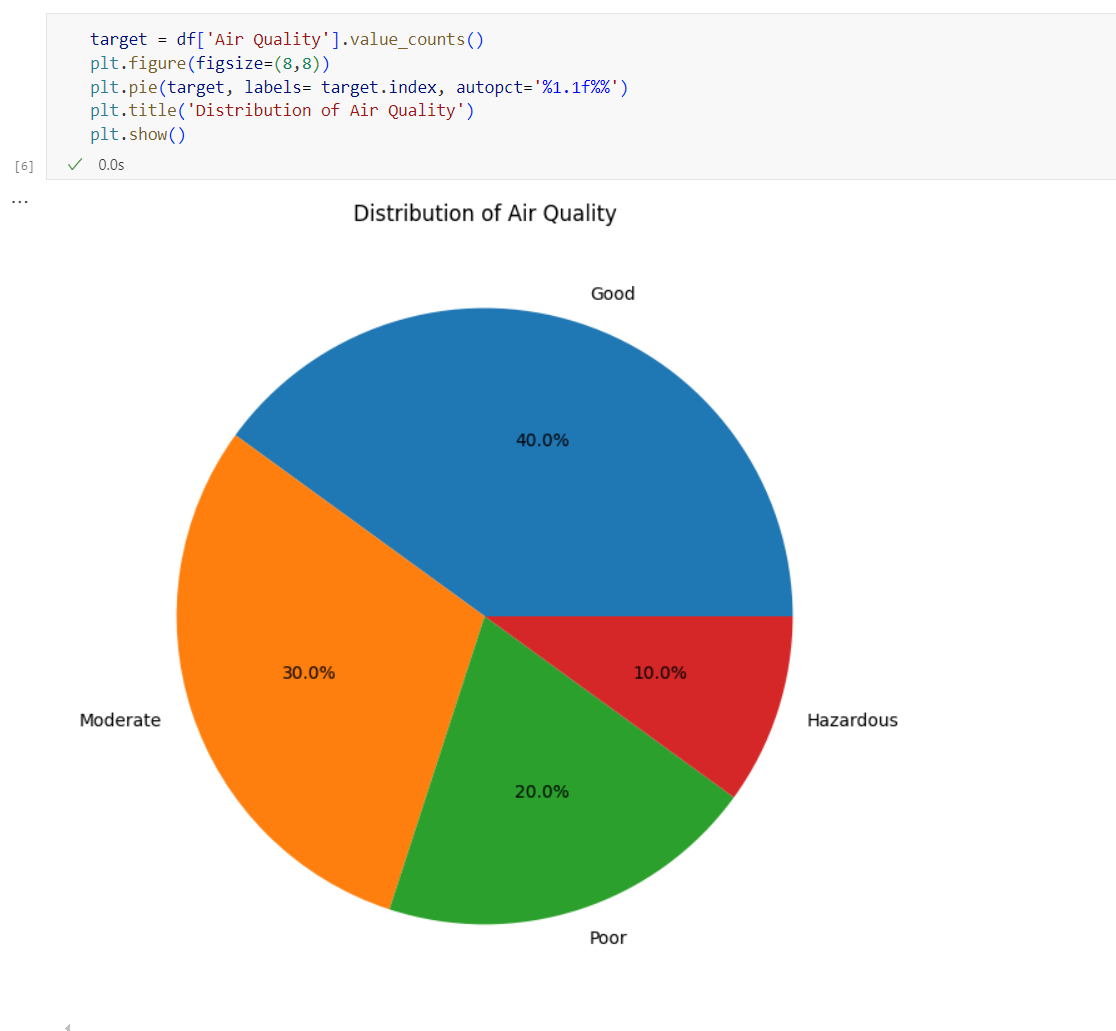 target = df['Air Quality'].value_counts()
plt.figure(figsize=(8,8))
plt.pie(target, labels= target.index, autopct='%1.1f%%')
plt.title('Distribution of Air Quality')
plt.show()
[6]
0.0s
...
Distribution of Air Quality
Good
40.0%
30.0%
10.0%
Moderate
Hazardous
20.0%
Poor